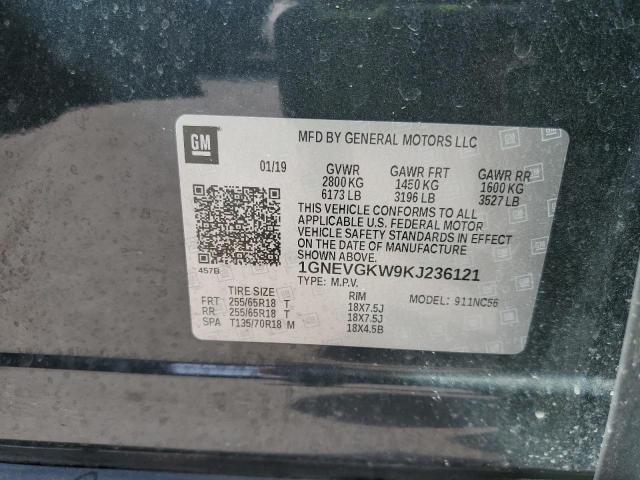 GM
MFD BY GENERAL MOTORS LLC
01/19 GVWR GAWR FRT GAWR RR
2800 KG 1450 KG 1600 KG
6173 LB 3196 LB 3527 LB
THIS VEHICLE CONFORMS TO ALL
APPLICABLE U.S. FEDERAL MOTOR
VEHICLE SAFETY STANDARDS IN EFFECT
ON THE DATE OF MANUFACTURE
SHOWN ABOVE.
457B
1GNEVGKW9KJ236121
TYPE: M.P.V.
TIRE SIZE RIM MODEL: 911NC56
FRT 255/65R18 T 18X7.5J
RR 255/65R18 T 18X7.5J
SPA T135/70R18 M 18X4.5B